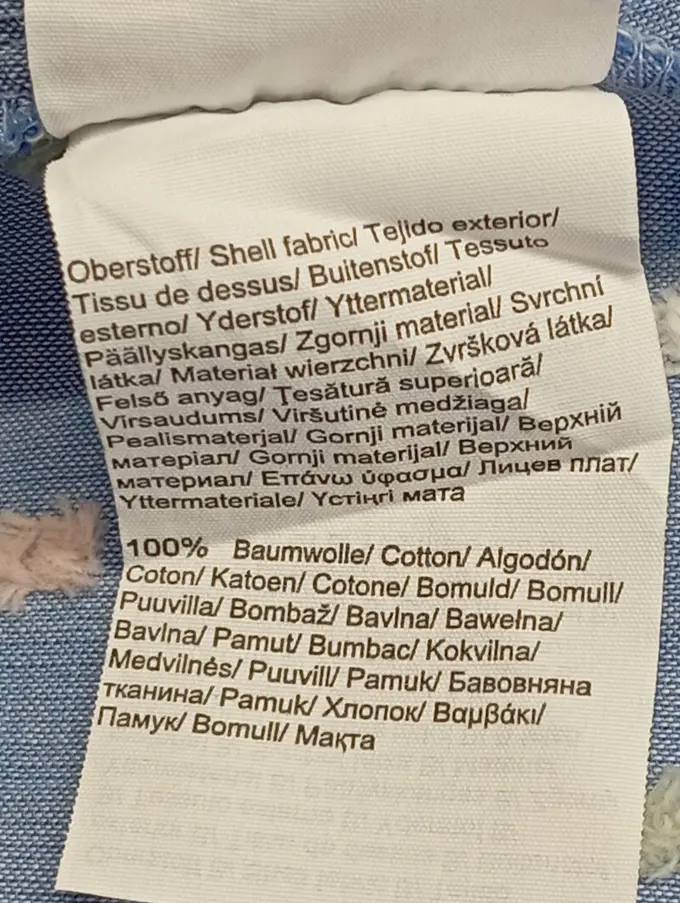 Oberstoff/ Shell fabric/ Tejido exterior/
Tissu de dessus/ Buitenstof/ Tessuto
esterno/ Yderstof/ Yttermaterial/
Päällyskangas/ Zgornji material/ Svrchní
látka/ Materiał wierzchni/ Zvršková látka/
Felső anyag/ Țesătură superioară/
Virsaudums/ Viršutinė medžiaga/
Pealismaterjal/ Gornji materijal/ Верхній
матеріал/ Gornji materijal/ Верхний
материал/ Επάνω ύφασμα/ Лицев плат/
Yttermateriale/ Үстіңгі мата
100% Baumwolle/ Cotton/ Algodón/
Coton/ Katoen/ Cotone/ Bomuld/ Bomull/
Puuvilla/ Bombaž/ Bavlna/ Bawełna/
Bavlna/ Pamut/ Bumbac/ Kokvilna/
Medvilnės/ Puuvill/ Pamuk/ Бавовняна
тканина/ Pamuk/ Хлопок/ Βαμβάκι/
Памук/ Bomull/ Мақта